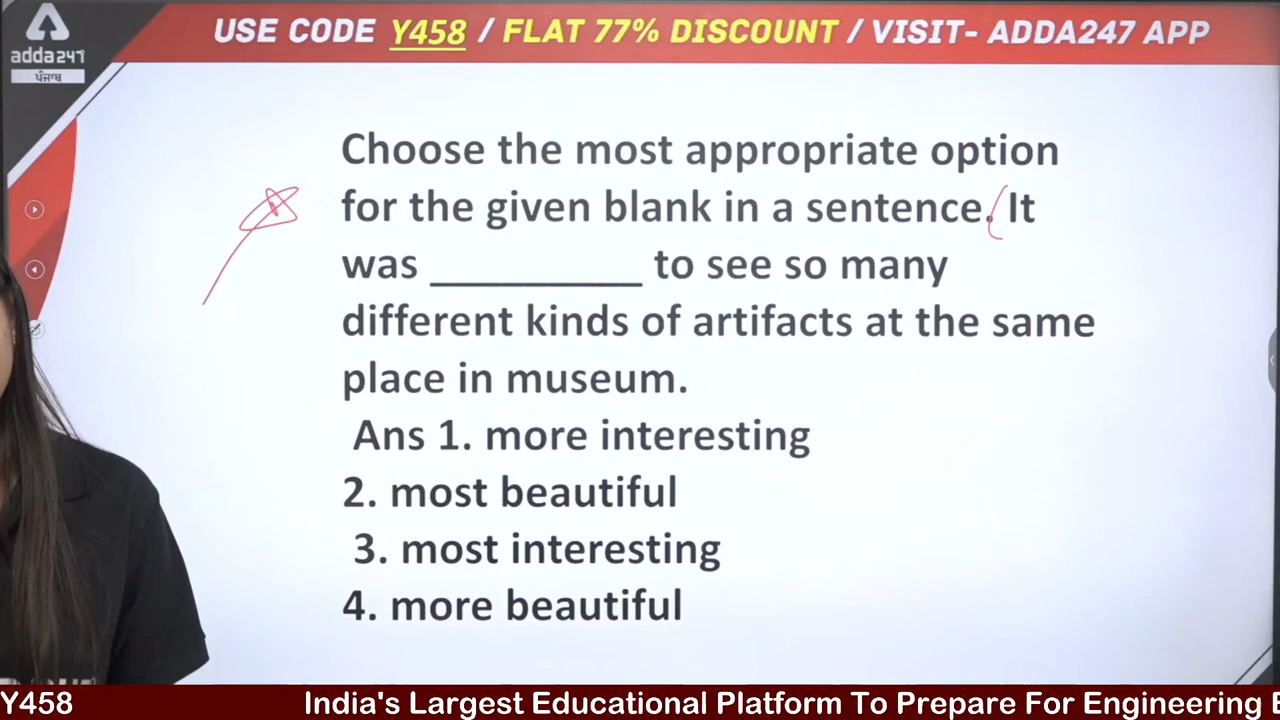 USE CODE Y458 / FLAT 77% DISCOUNT / VISIT- ADDA247 APP
adda247
ਪੰਜਾਬ
Choose the most appropriate option
for the given blank in a sentence. It
was __________ to see so many
different kinds of artifacts at the same
place in museum.
Ans 1. more interesting
2. most beautiful
3. most interesting
4. more beautiful
Y458 India's Largest Educational Platform To Prepare For Engineering E